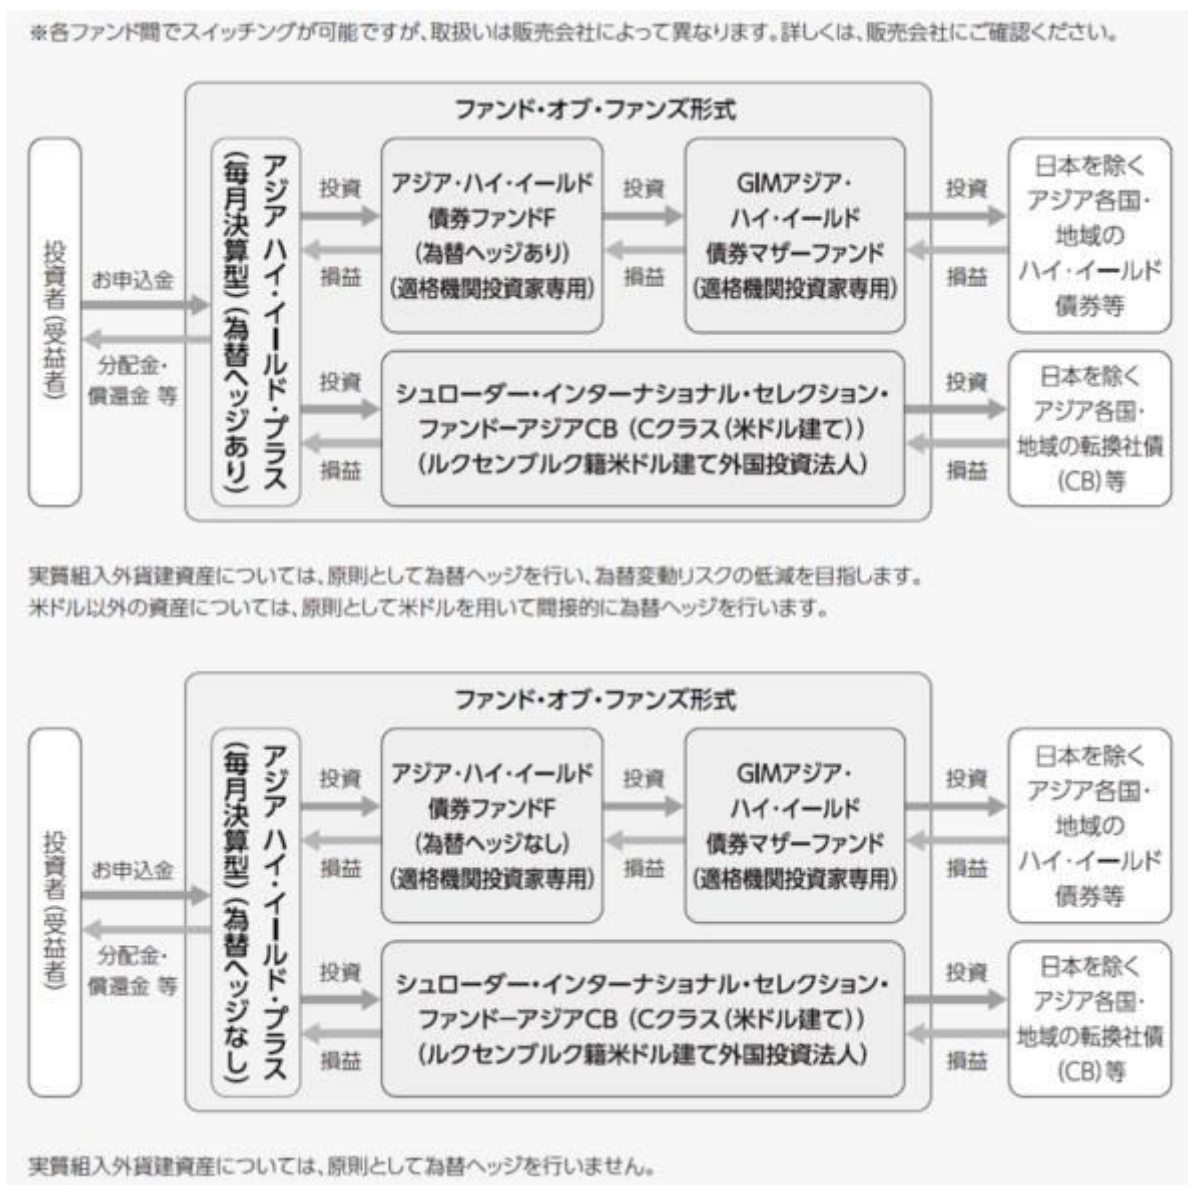 ※各ファンド間でスイッチングが可能ですが、取扱いは販売会社によって異なります。詳しくは、販売会社にご確認ください。
ファンド・オブ・ファンズ形式
投資者(受益者)
お申込金
分配金・
償還金 等
アジア ハイ・イールド・プラス
(毎月決算型)(為替ヘッジあり)
投資
損益
アジア・ハイ・イールド
債券ファンドF
(為替ヘッジあり)
(適格機関投資家専用)
投資
損益
GIMアジア・
ハイ・イールド
債券マザーファンド
(適格機関投資家専用)
投資
損益
日本を除く
アジア各国・
地域の
ハイ・イールド
債券等
投資
損益
シュローダー・インターナショナル・セレクション・
ファンドーアジアCB (Cクラス(米ドル建て))
(ルクセンブルク籍米ドル建て外国投資法人)
投資
損益
日本を除く
アジア各国・
地域の転換社債
(CB)等
実質組入外貨建資産については、原則として為替ヘッジを行い、為替変動リスクの低減を目指します。
米ドル以外の資産については、原則として米ドルを用いて間接的に為替ヘッジを行います。
ファンド・オブ・ファンズ形式
投資者(受益者)
お申込金
分配金・
償還金 等
アジア ハイ・イールド・プラス
(毎月決算型)(為替ヘッジなし)
投資
損益
アジア・ハイ・イールド
債券ファンドF
(為替ヘッジなし)
(適格機関投資家専用)
投資
損益
GIMアジア・
ハイ・イールド
債券マザーファンド
(適格機関投資家専用)
投資
損益
日本を除く
アジア各国・
地域の
ハイ・イールド
債券等
投資
損益
シュローダー・インターナショナル・セレクション・
ファンドーアジアCB (Cクラス(米ドル建て))
(ルクセンブルク籍米ドル建て外国投資法人)
投資
損益
日本を除く
アジア各国・
地域の転換社債
(CB)等
実質組入外貨建資産については、原則として為替ヘッジを行いません。